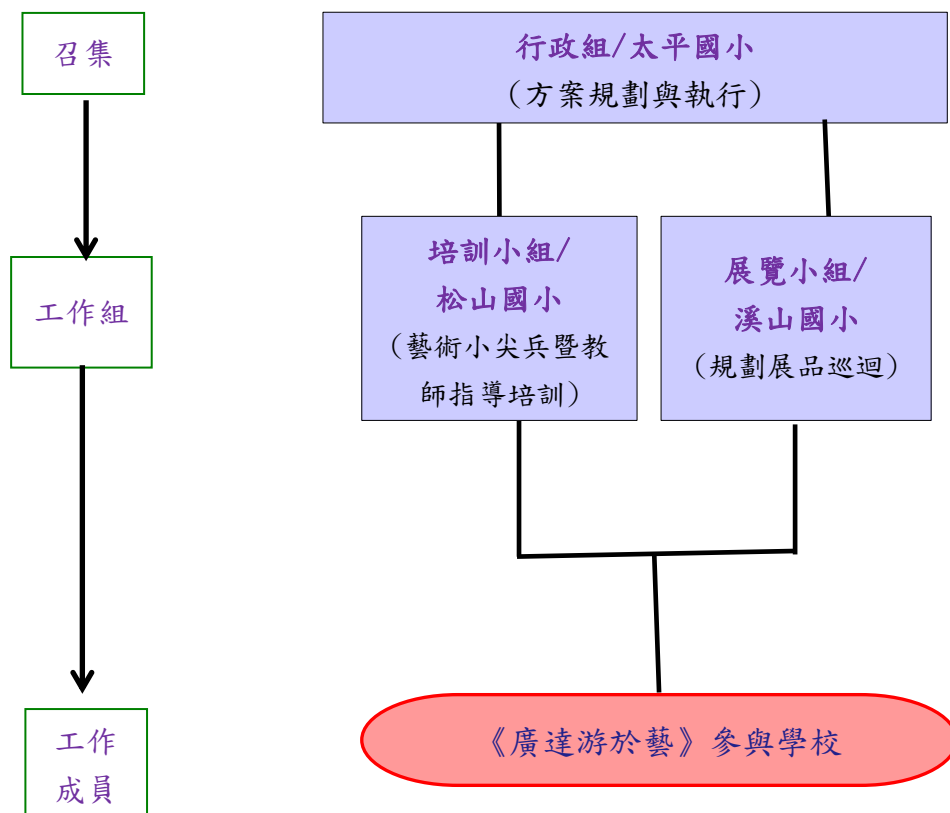 召集
行政組/太平國小
（方案規劃與執行）
培訓小組/
松山國小
（藝術小尖兵暨教
師指導培訓）
展覽小組/
溪山國小
（規劃展品巡迴）
工作組
《廣達游於藝》參與學校
工作
成員